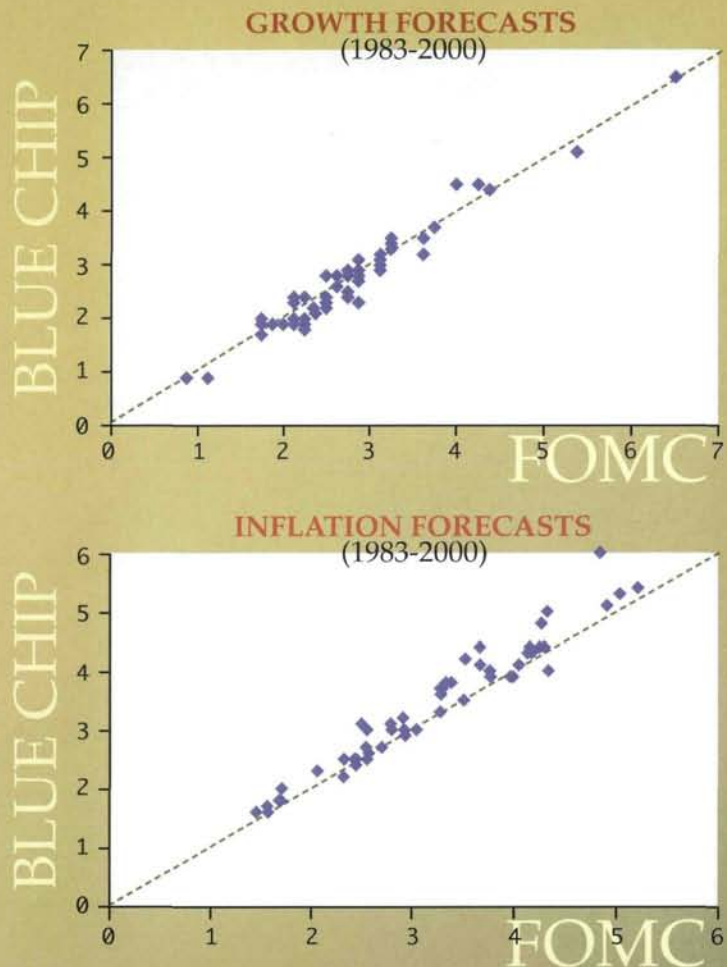 GROWTH FORECASTS
(1983-2000)
BLUE CHIP
7
6
5
4
3
2
1
0
0 1 2 3 4 5 6 7
FOMC
INFLATION FORECASTS
(1983-2000)
BLUE CHIP
6
5
4
3
2
1
0
0 1 2 3 4 5 6
FOMC